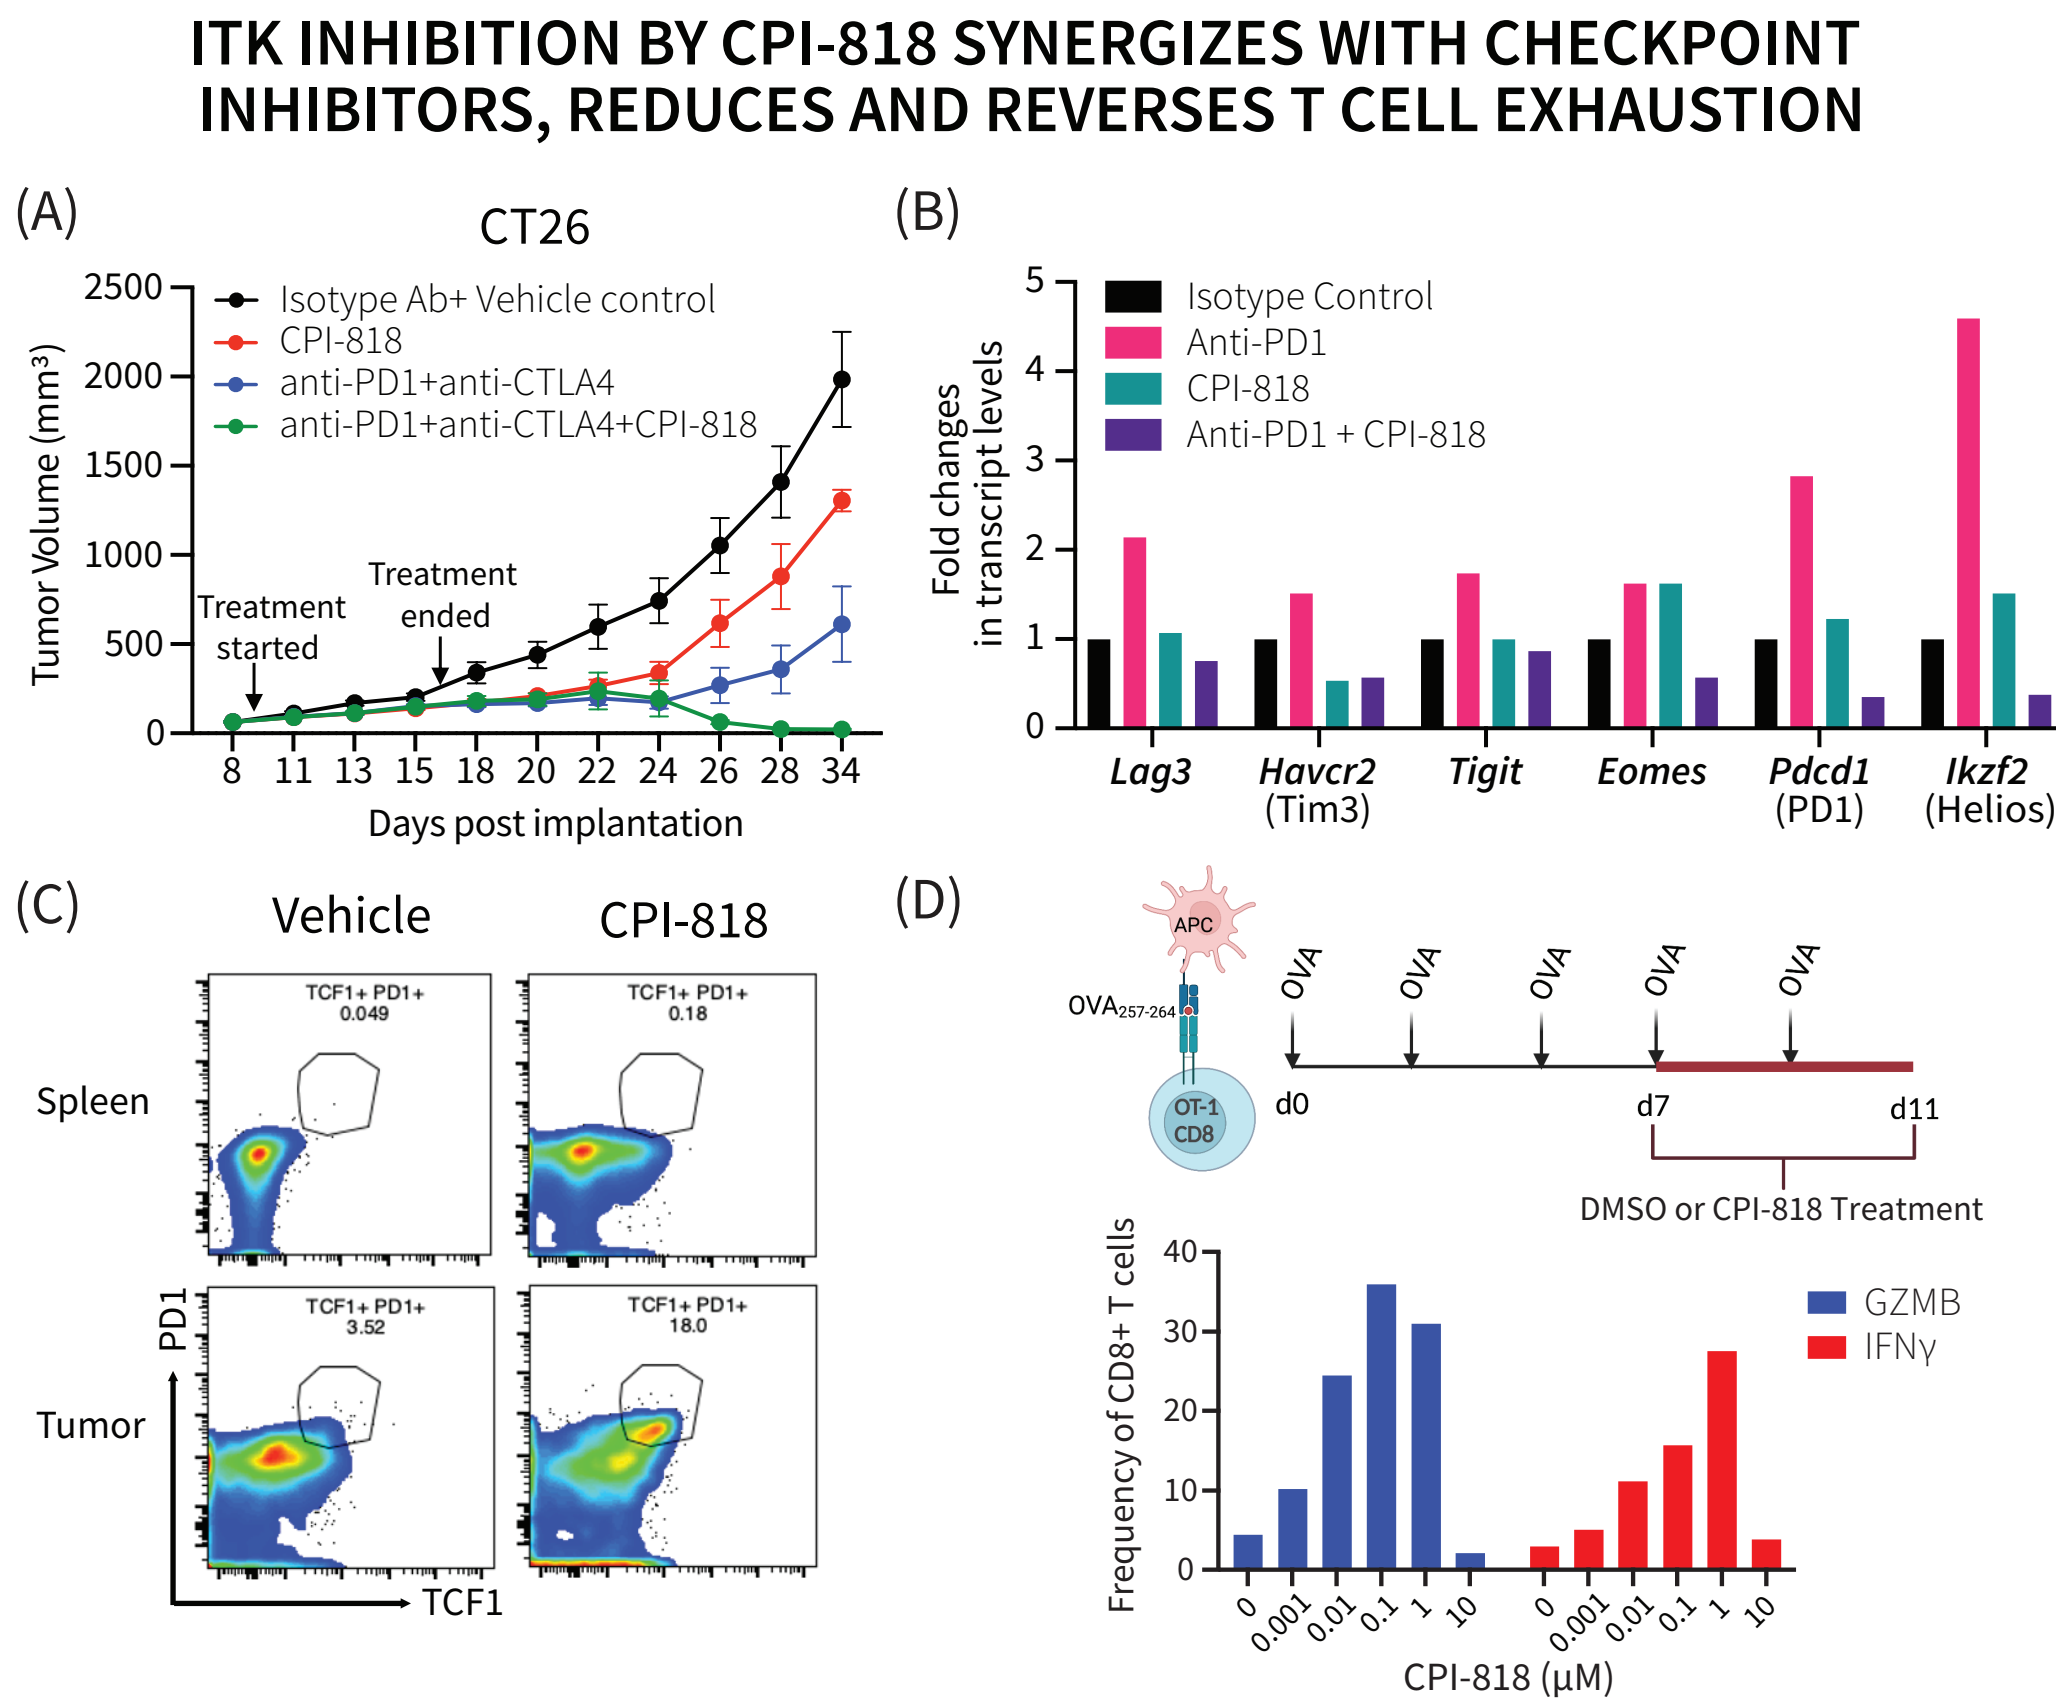 ITK INHIBITION BY CPI-818 SYNERGIZES WITH CHECKPOINT
INHIBITORS, REDUCES AND REVERSES T CELL EXHAUSTION
(A)
CT26
Tumor Volume (mm³)
2500
2000
1500
1000
500
0
Isotype Ab+ Vehicle control
CPI-818
anti-PD1+anti-CTLA4
anti-PD1+anti-CTLA4+CPI-818
Treatment
started
Treatment
ended
8 11 13 15 18 20 22 24 26 28 34
Days post implantation
(B)
Fold changes
in transcript levels
5
4
3
2
1
0
Isotype Control
Anti-PD1
CPI-818
Anti-PD1 + CPI-818
Lag3 Havcr2 Tigit Eomes Pdcd1 Ikzf2
(Tim3) (PD1) (Helios)
(C)
Vehicle CPI-818
Spleen
TCF1+ PD1+
0.049
TCF1+ PD1+
0.18
Tumor
TCF1+ PD1+
3.52
TCF1+ PD1+
18.0
PD1
TCF1
(D)
APC
OVA257-264
OT-1
CD8
OVA OVA OVA OVA OVA
d0 d7 d11
DMSO or CPI-818 Treatment
Frequency of CD8+ T cells
40
30
20
10
0
GZMB
IFNγ
0 0.001 0.01 0.1 1 10 0 0.001 0.01 0.1 1 10
CPI-818 (μM)